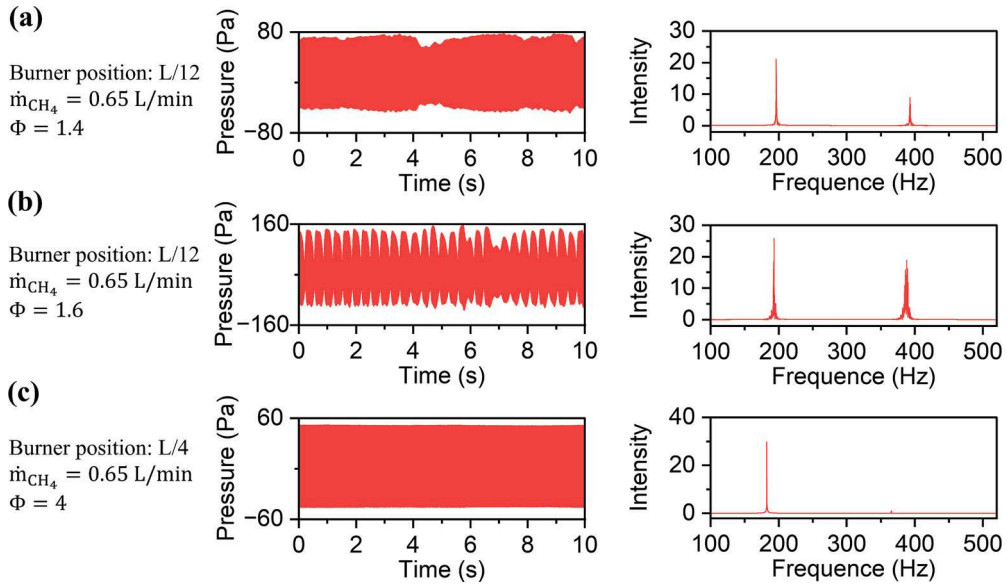 (a)
Burner position: L/12
ṁCH₄ = 0.65 L/min
Φ = 1.4
Pressure (Pa)
80
−80
0 2 4 6 8 10
Time (s)
Intensity
30
20
10
0
100 200 300 400 500
Frequence (Hz)
(b)
Burner position: L/12
ṁCH₄ = 0.65 L/min
Φ = 1.6
Pressure (Pa)
160
−160
0 2 4 6 8 10
Time (s)
Intensity
30
20
10
0
100 200 300 400 500
Frequence (Hz)
(c)
Burner position: L/4
ṁCH₄ = 0.65 L/min
Φ = 4
Pressure (Pa)
60
−60
0 2 4 6 8 10
Time (s)
Intensity
40
20
0
100 200 300 400 500
Frequence (Hz)